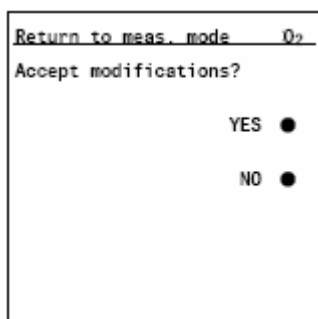 Return to meas. mode O₂
Accept modifications?
YES
NO